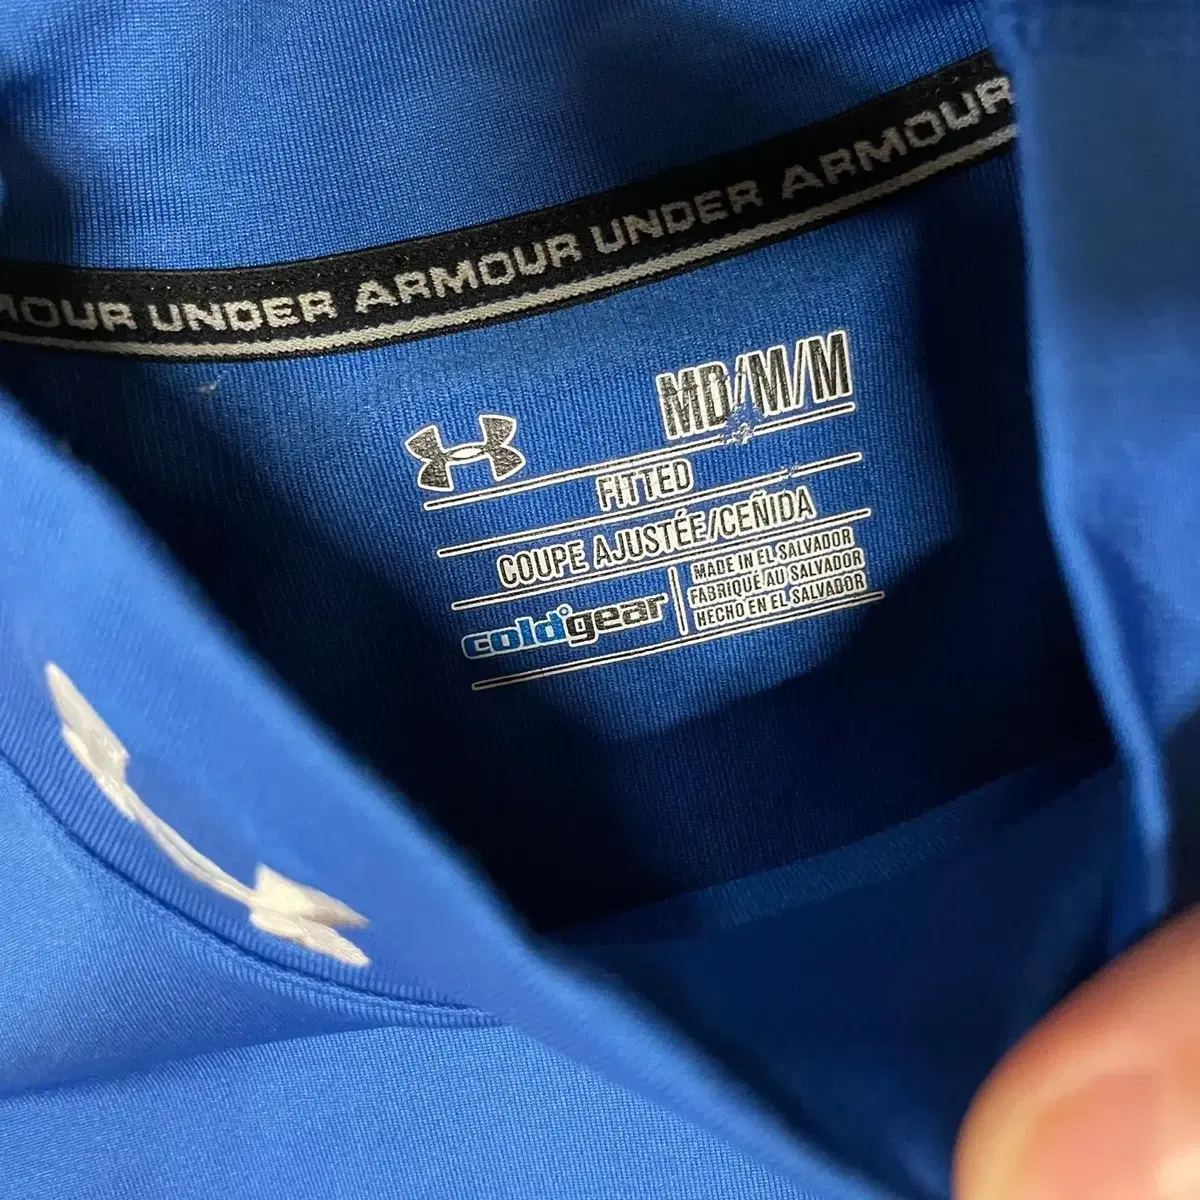 OUR UNDER ARMOUR UNDER ARMOUR
MD/M/M
FITTED
COUPE AJUSTÉE/CEÑIDA
coldgear
MADE IN EL SALVADOR
FABRIQUÉ AU SALVADOR
HECHO EN EL SALVADOR